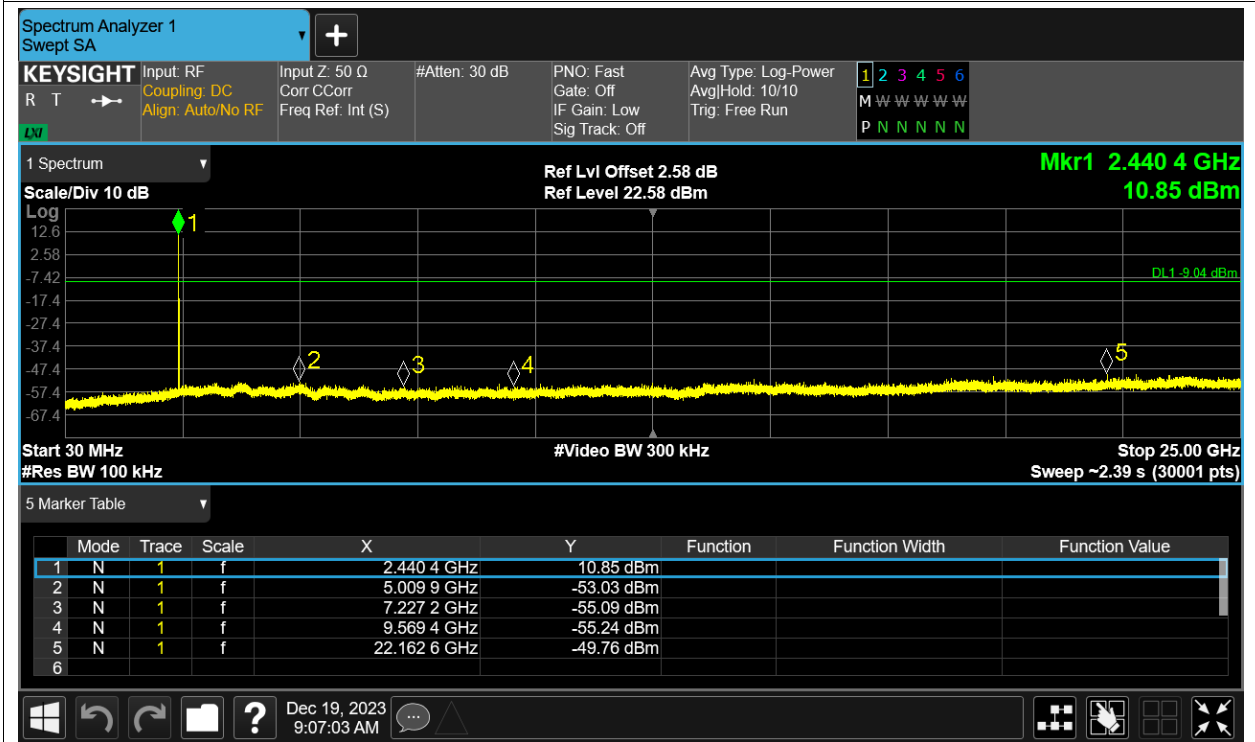 Spectrum Analyzer 1
Swept SA
+
KEYSIGHT
R T
LXI
Input: RF
Coupling: DC
Align: Auto/No RF
Input Z: 50 Ω
Corr CCorr
Freq Ref: Int (S)
#Atten: 30 dB
PNO: Fast
Gate: Off
IF Gain: Low
Sig Track: Off
Avg Type: Log-Power
Avg|Hold: 10/10
Trig: Free Run
1 2 3 4 5 6
M W W W W W
P N N N N N
1 Spectrum
Scale/Div 10 dB
Ref Lvl Offset 2.58 dB
Ref Level 22.58 dBm
Mkr1 2.440 4 GHz
10.85 dBm
Log
12.6
2.58
-7.42
-17.4
-27.4
-37.4
-47.4
-57.4
-67.4
1
2
3
4
5
DL1 -9.04 dBm
Start 30 MHz
#Video BW 300 kHz
Stop 25.00 GHz
#Res BW 100 kHz
Sweep ~2.39 s (30001 pts)
5 Marker Table
Mode Trace Scale X Y Function Function Width Function Value
1 N 1 f 2.440 4 GHz 10.85 dBm
2 N 1 f 5.009 9 GHz -53.03 dBm
3 N 1 f 7.227 2 GHz -55.09 dBm
4 N 1 f 9.569 4 GHz -55.24 dBm
5 N 1 f 22.162 6 GHz -49.76 dBm
6
?
Dec 19, 2023
9:07:03 AM